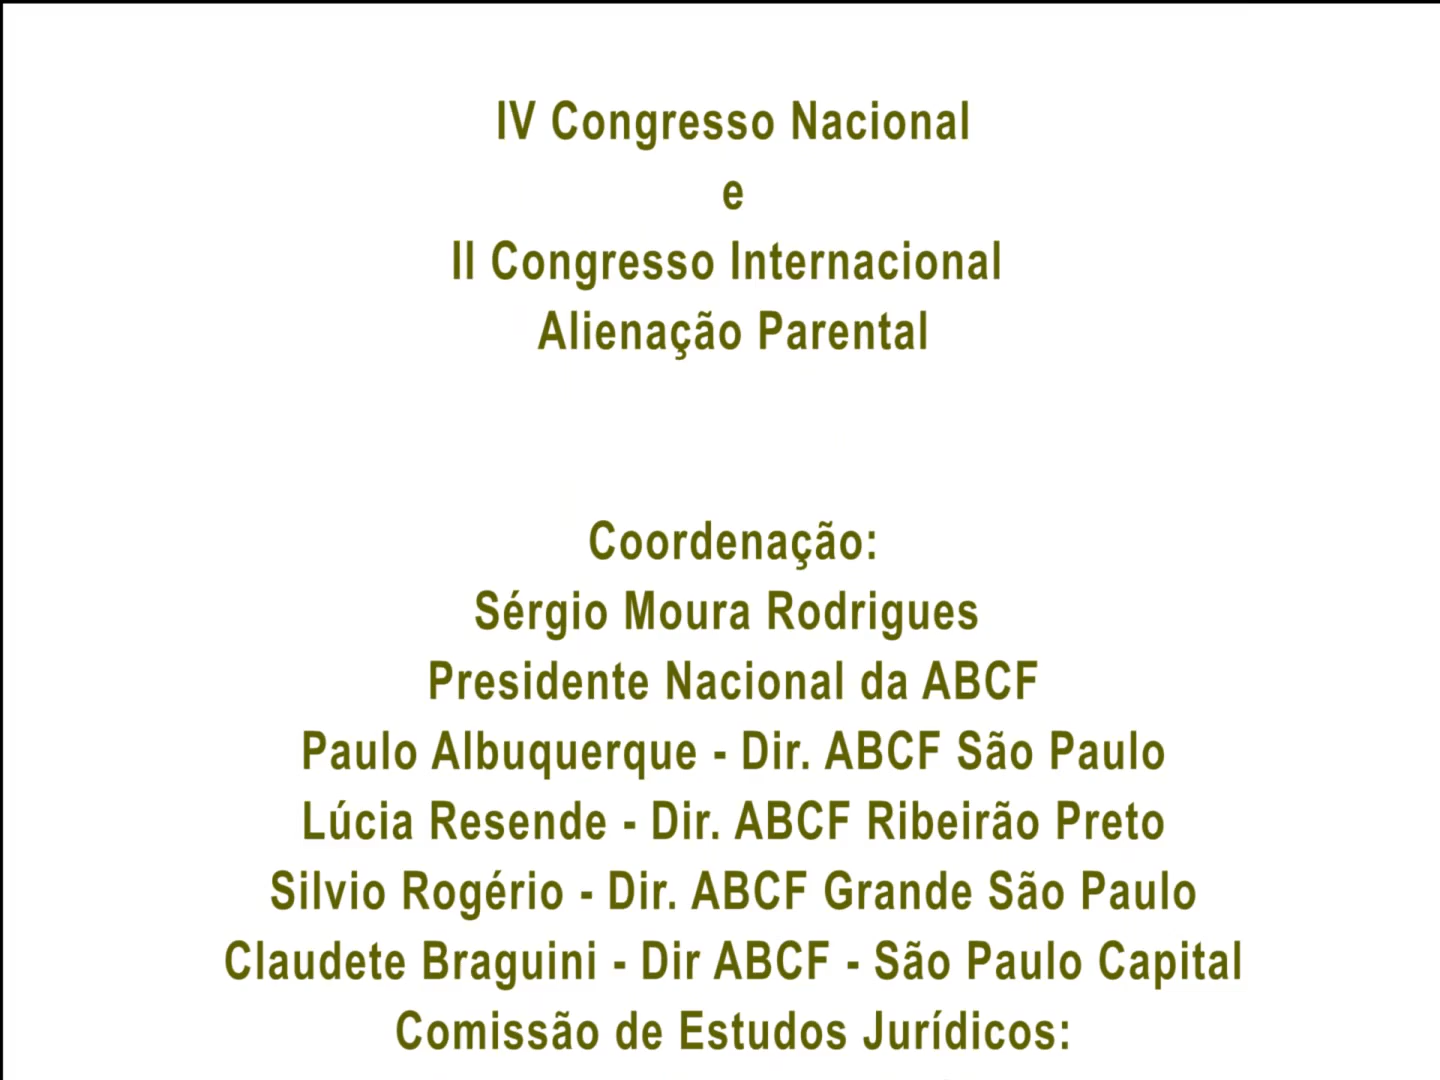 IV Congresso Nacional
e
II Congresso Internacional
Alienação Parental
Coordenação:
Sérgio Moura Rodrigues
Presidente Nacional da ABCF
Paulo Albuquerque - Dir. ABCF São Paulo
Lúcia Resende - Dir. ABCF Ribeirão Preto
Silvio Rogério - Dir. ABCF Grande São Paulo
Claudete Braguini - Dir ABCF - São Paulo Capital
Comissão de Estudos Jurídicos: